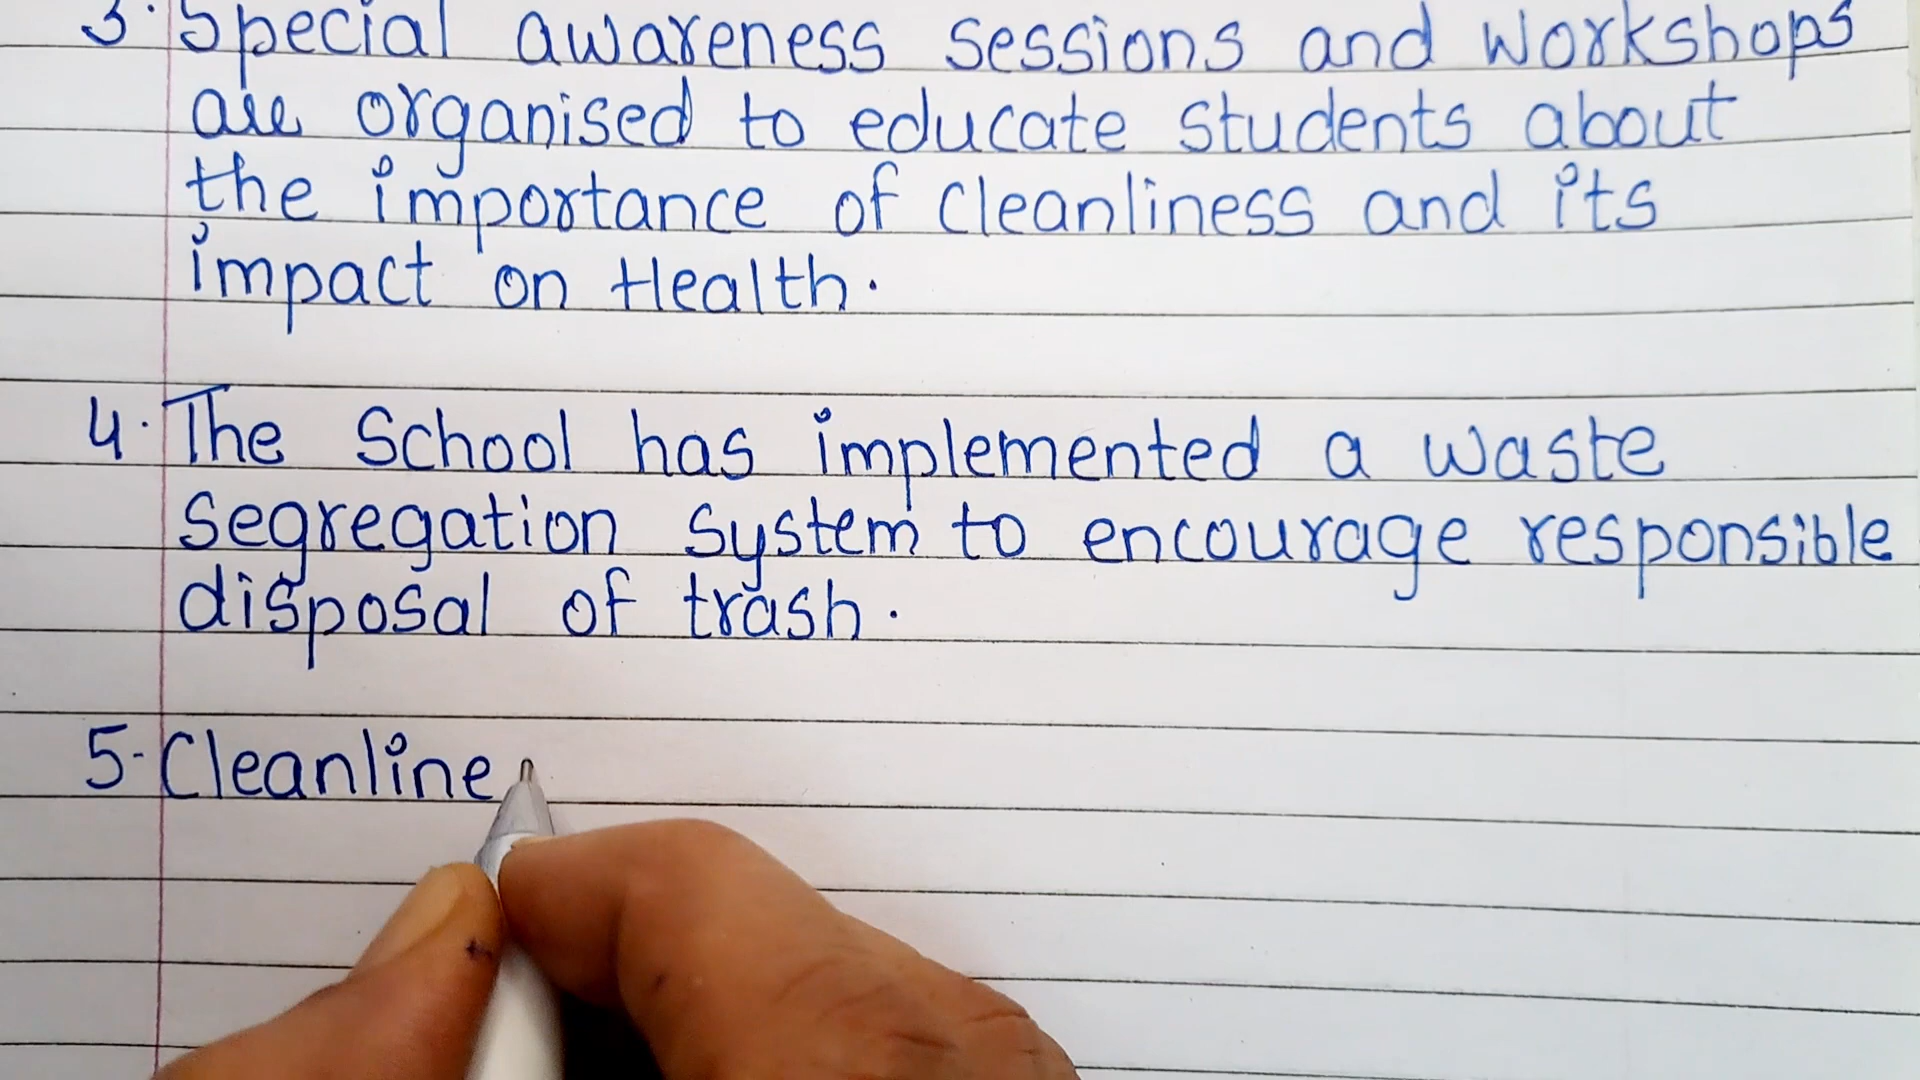 3. Special awareness sessions and workshops
are organised to educate students about
the importance of cleanliness and its
impact on Health.
4. The School has implemented a waste
segregation system to encourage responsible
disposal of trash.
5. Cleanline